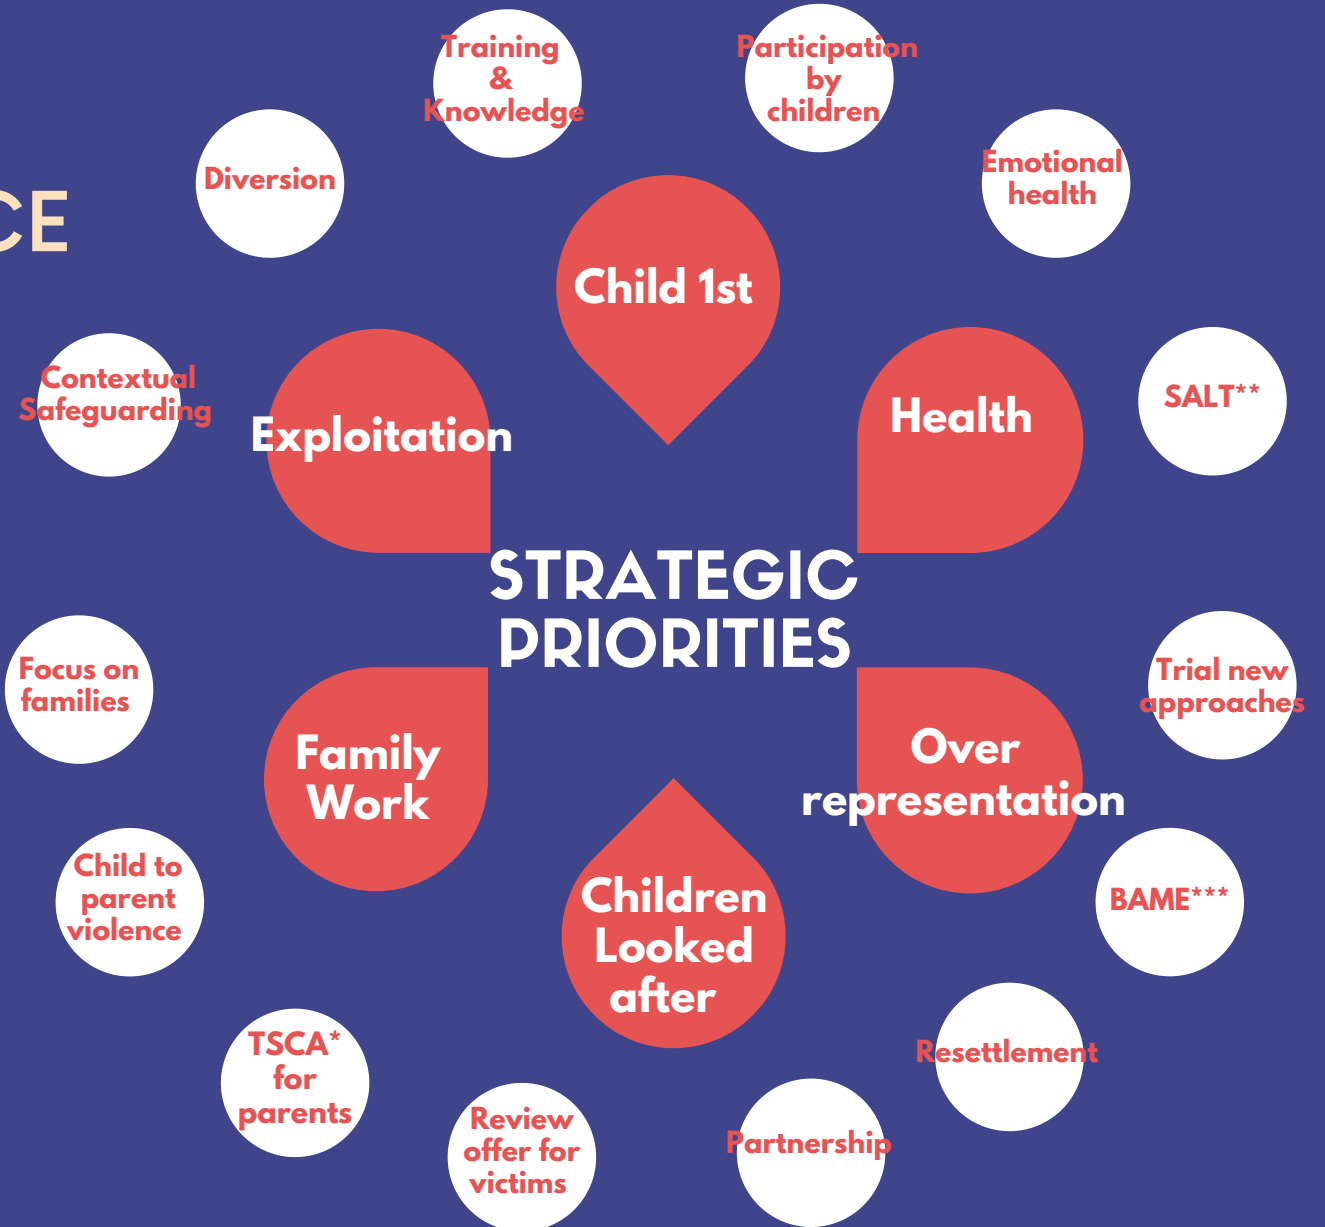 Training
&
Knowledge
Participation
by
children
Diversion
Emotional
health
CE
Child 1st
Contextual
Safeguarding
Exploitation
Health
SALT**
STRATEGIC
PRIORITIES
Focus on
families
Family
Work
Over
representation
Trial new
approaches
Child to
parent
violence
Children
Looked
after
BAME***
TSCA*
for
parents
Review
offer for
victims
Partnership
Resettlement